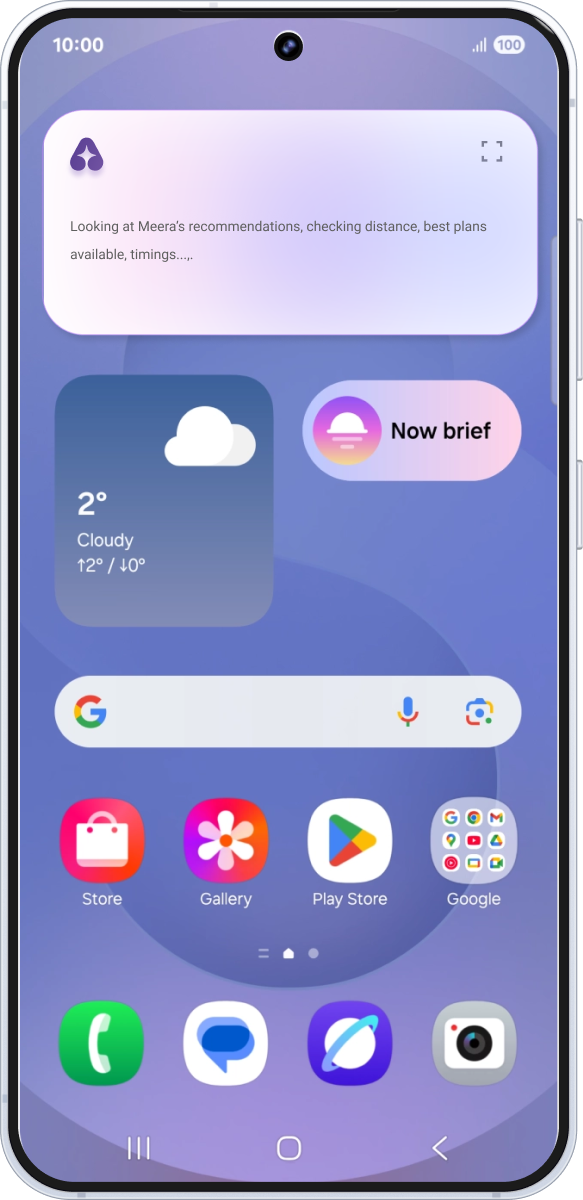 10:00
100
Looking at Meera's recommendations, checking distance, best plans
available, timings...,.
Now brief
2°
Cloudy
↑2° / ↓0°
Store
Gallery
Play Store
Google